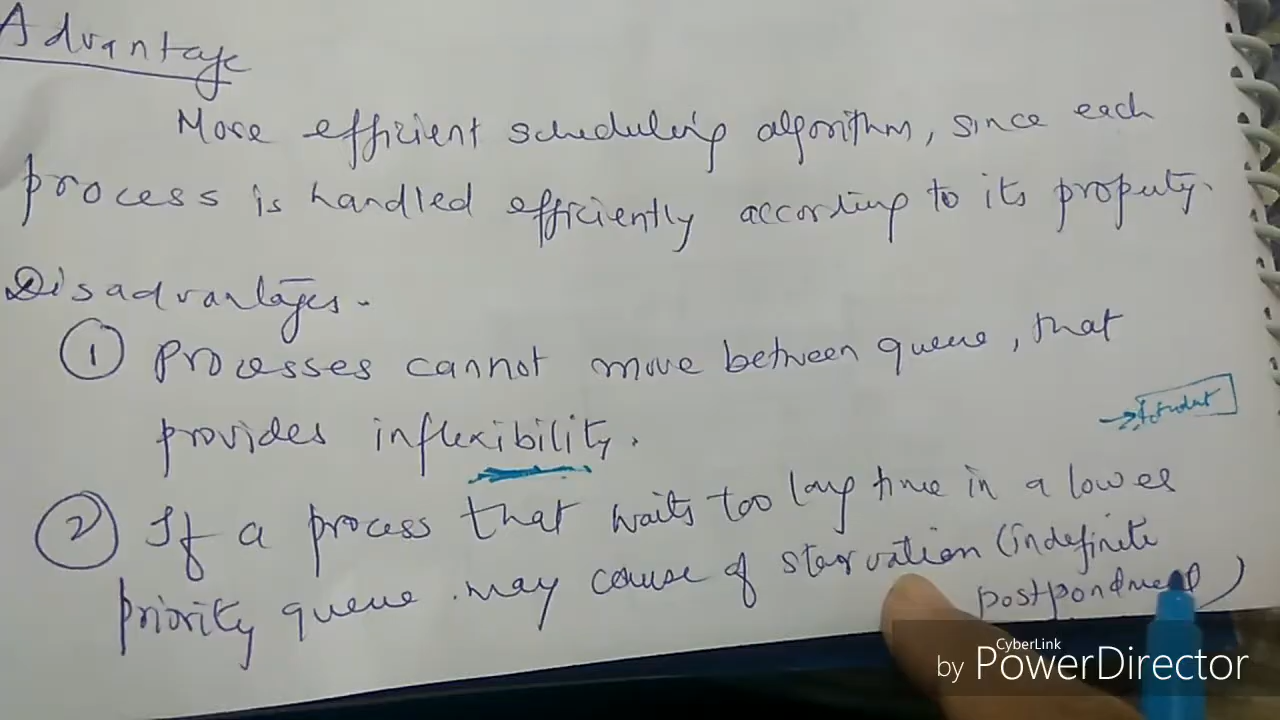 Advantage
More efficient scheduling algorithm, since each
process is handled efficiently according to its property.
Disadvantages.
① Processes cannot move between queue, that
provides inflexibility.
② If a process that waits too long time in a lower
priority queue. may cause of starvation (indefinite
postpondment)
CyberLink
by PowerDirector